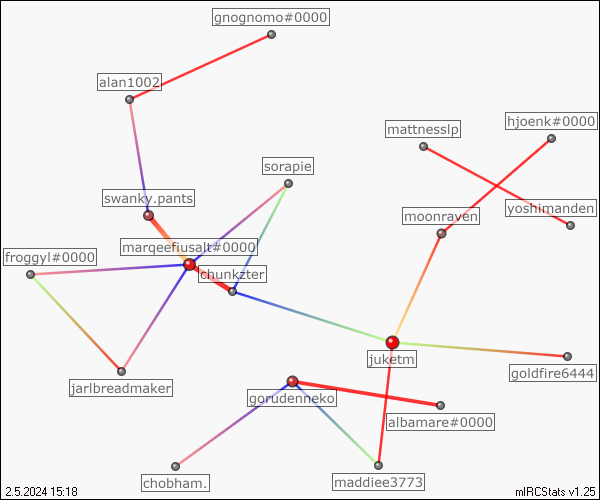 gnognomo#0000
alan1002
hjoenk#0000
mattnesslp
sorapie
swanky.pants
yoshimanden
moonraven
marqeefiusalt#0000
froggyl#0000
chunkzter
juketm
goldfire6444
jarlbreadmaker
gorudenneko
albamare#0000
chobham.
maddiee3773
2.5.2024 15:18
mIRCStats v1.25